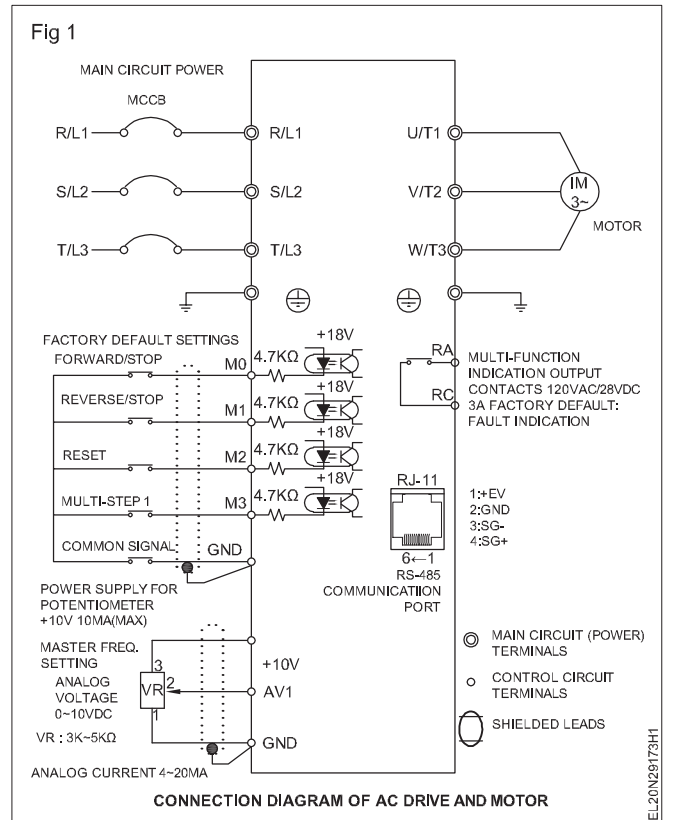 Fig 1
MAIN CIRCUIT POWER
MCCB
R/L1
R/L1
U/T1
S/L2
S/L2
V/T2
IM
3~
MOTOR
T/L3
T/L3
W/T3
FACTORY DEFAULT SETTINGS
FORWARD/STOP
M0
4.7KΩ
+18V
REVERSE/STOP
M1
4.7KΩ
+18V
RESET
M2
4.7KΩ
+18V
MULTI-STEP 1
M3
4.7KΩ
+18V
COMMON SIGNAL
GND
RA
RC
MULTI-FUNCTION
INDICATION OUTPUT
CONTACTS 120VAC/28VDC
3A FACTORY DEFAULT:
FAULT INDICATION
RJ-11
6←1
RS-485
COMMUNICATIION
PORT
1:+EV
2:GND
3:SG-
4:SG+
POWER SUPPLY FOR
POTENTIOMETER
+10V 10MA(MAX)
MASTER FREQ.
SETTING
ANALOG
VOLTAGE
0~10VDC
VR : 3K~5KΩ
3
VR
2
1
+10V
AV1
GND
ANALOG CURRENT 4~20MA
MAIN CIRCUIT (POWER)
TERMINALS
CONTROL CIRCUIT
TERMINALS
SHIELDED LEADS
CONNECTION DIAGRAM OF AC DRIVE AND MOTOR
EL20N29173H1